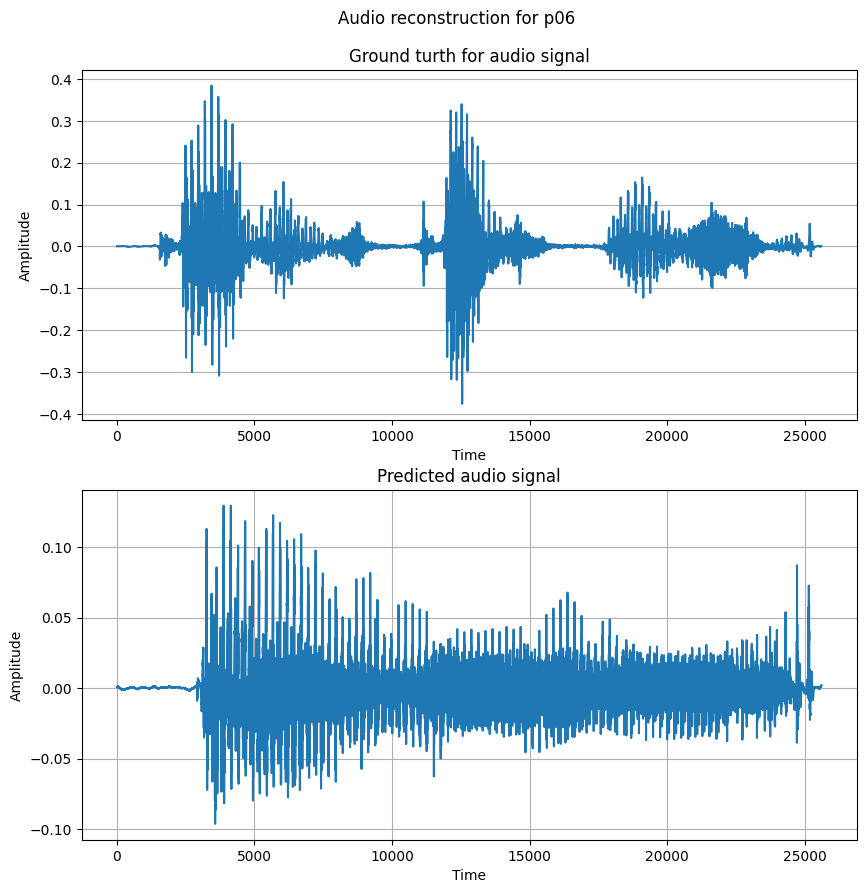 Audio reconstruction for p06
Ground turth for audio signal
0.4
0.3
0.2
0.1
0.0
−0.1
−0.2
−0.3
−0.4
Amplitude
0 5000 10000 15000 20000 25000
Time
Predicted audio signal
0.10
0.05
0.00
−0.05
−0.10
Amplitude
0 5000 10000 15000 20000 25000
Time